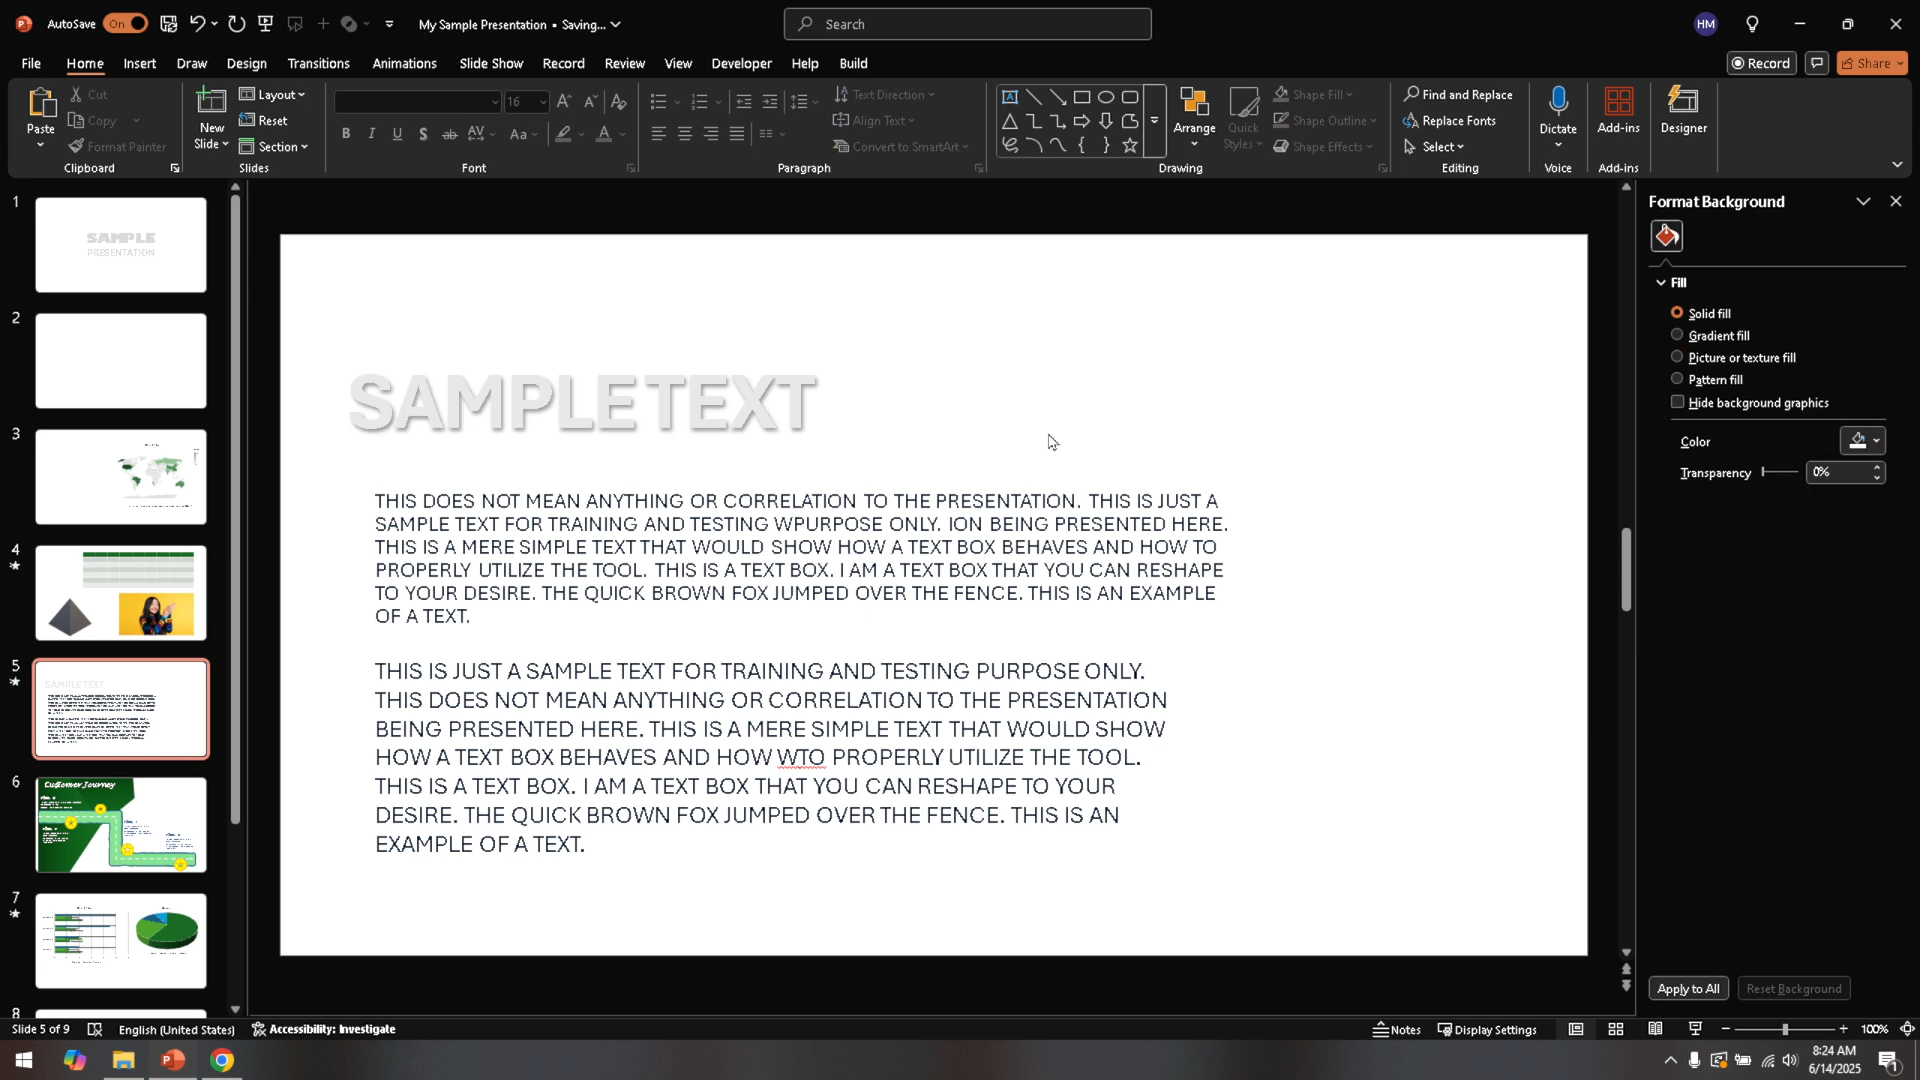 AutoSave On My Sample Presentation • Saving... Search HM
File Home Insert Draw Design Transitions Animations Slide Show Record Review View Developer Help Build Record Share
Paste Cut Copy Format Painter Clipboard
New Slide Layout Reset Section Slides
16 Aa Font
Text Direction Align Text Convert to SmartArt Paragraph
Arrange Quick Styles Shape Fill Shape Outline Shape Effects Drawing
Find and Replace Replace Fonts Select Editing
Dictate Voice
Add-ins Add-ins
Designer
1
SAMPLE
PRESENTATION
2
3
4
5
SAMPLE TEXT
6
Customer Journey
7
8
SAMPLE TEXT
THIS DOES NOT MEAN ANYTHING OR CORRELATION TO THE PRESENTATION. THIS IS JUST A
SAMPLE TEXT FOR TRAINING AND TESTING WPURPOSE ONLY. ION BEING PRESENTED HERE.
THIS IS A MERE SIMPLE TEXT THAT WOULD SHOW HOW A TEXT BOX BEHAVES AND HOW TO
PROPERLY UTILIZE THE TOOL. THIS IS A TEXT BOX. I AM A TEXT BOX THAT YOU CAN RESHAPE
TO YOUR DESIRE. THE QUICK BROWN FOX JUMPED OVER THE FENCE. THIS IS AN EXAMPLE
OF A TEXT.
THIS IS JUST A SAMPLE TEXT FOR TRAINING AND TESTING PURPOSE ONLY.
THIS DOES NOT MEAN ANYTHING OR CORRELATION TO THE PRESENTATION
BEING PRESENTED HERE. THIS IS A MERE SIMPLE TEXT THAT WOULD SHOW
HOW A TEXT BOX BEHAVES AND HOW WTO PROPERLY UTILIZE THE TOOL.
THIS IS A TEXT BOX. I AM A TEXT BOX THAT YOU CAN RESHAPE TO YOUR
DESIRE. THE QUICK BROWN FOX JUMPED OVER THE FENCE. THIS IS AN
EXAMPLE OF A TEXT.
Format Background
Fill
Solid fill
Gradient fill
Picture or texture fill
Pattern fill
Hide background graphics
Color
Transparency 0%
Apply to All Reset Background
Slide 5 of 9 English (United States) Accessibility: Investigate Notes Display Settings 100%
8:24 AM
6/14/2025
1